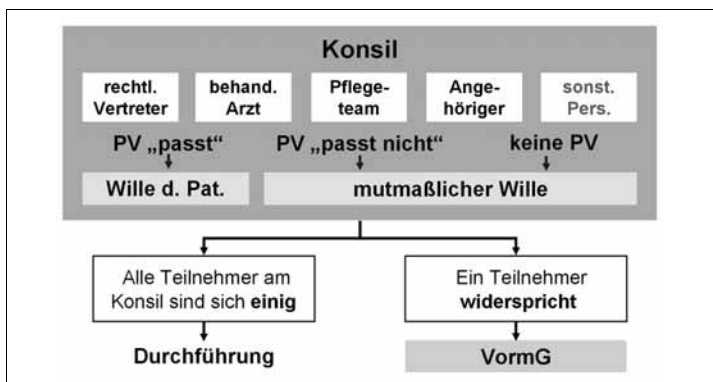 Konsil
rechtl.
Vertreter
behand.
Arzt
Pflege-
team
Ange-
höriger
sonst.
Pers.
PV „passt“
PV „passt nicht“
keine PV
Wille d. Pat.
mutmaßlicher Wille
Alle Teilnehmer am
Konsil sind sich einig
Ein Teilnehmer
widerspricht
Durchführung
VormG